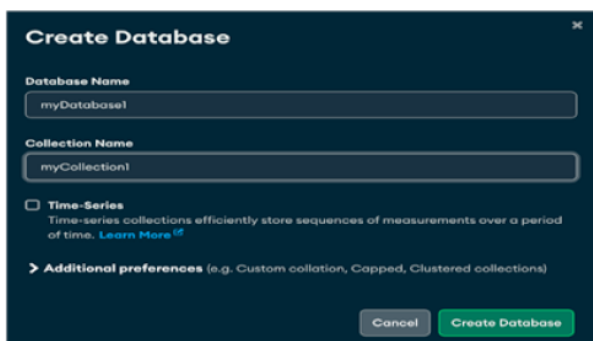 Create Database
Database Name
myDatabase1
Collection Name
myCollection1
Time-Series
Time-series collections efficiently store sequences of measurements over a period
of time. Learn More
Additional preferences (e.g. Custom collation, Capped, Clustered collections)
Cancel Create Database